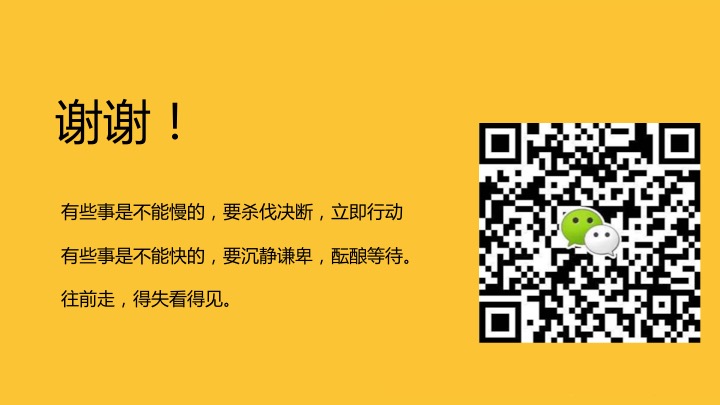 谢谢！
有些事是不能慢的，要杀伐决断，立即行动
有些事是不能快的，要沉静谦卑，酝酿等待。
往前走，得失看得见。